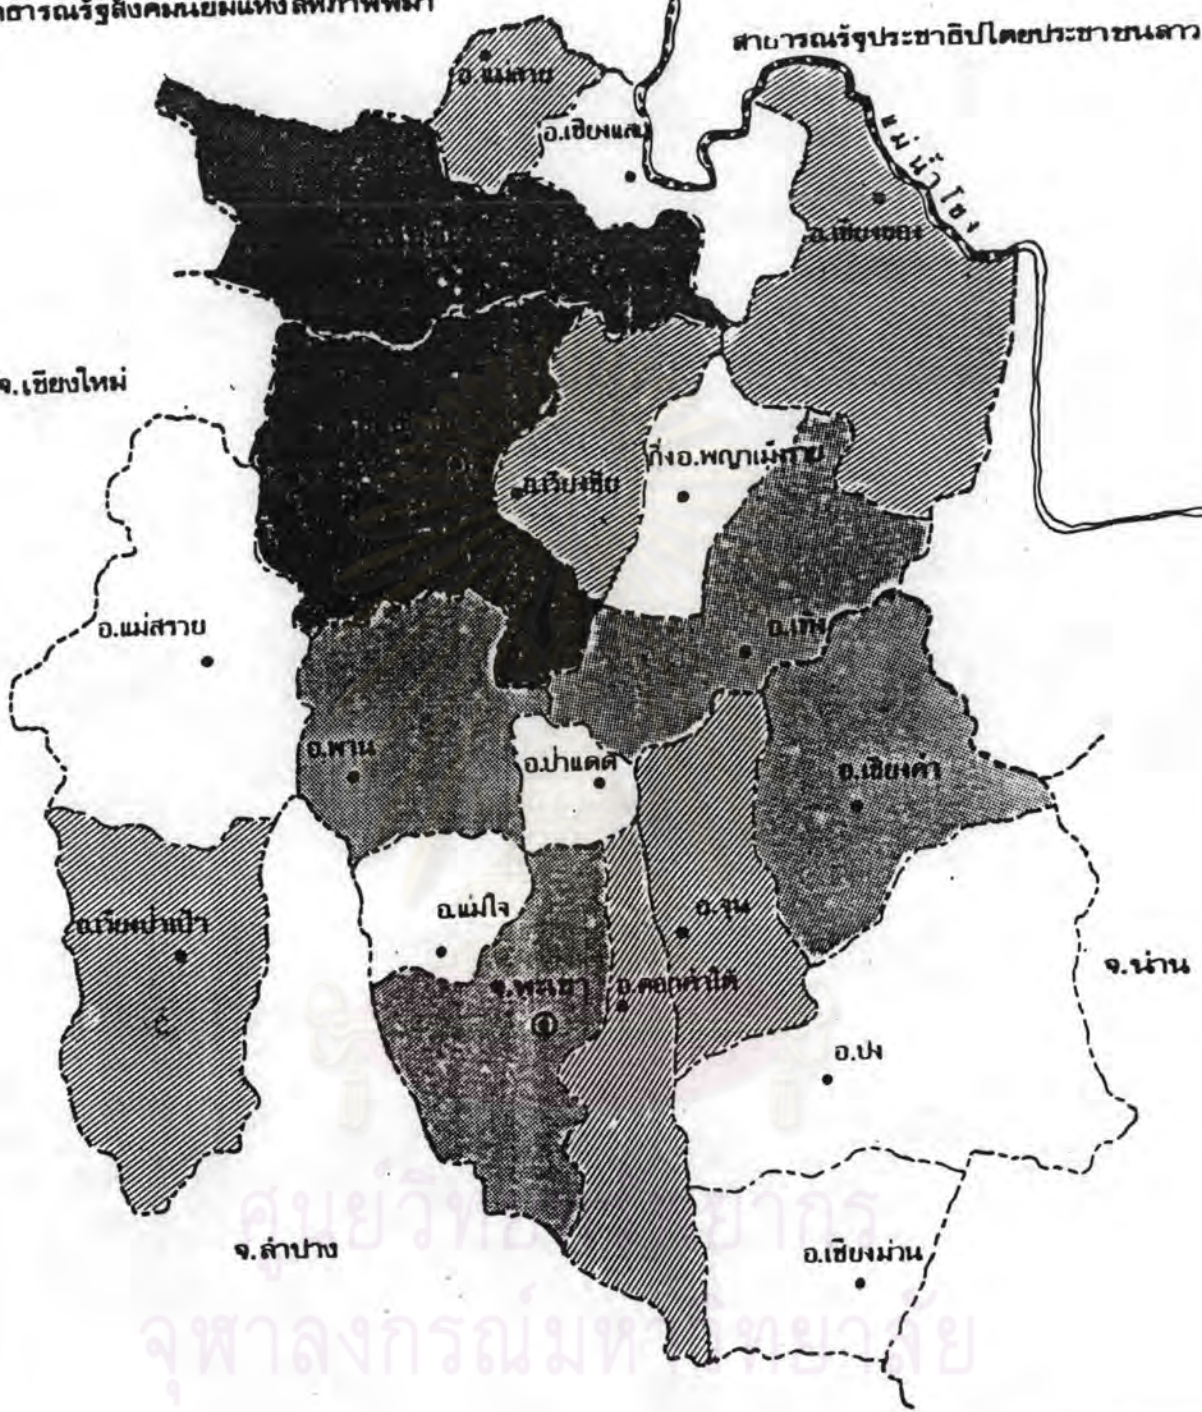 สาธารณรัฐสังคมนิยมแห่งสหภาพพม่า
สาธารณรัฐประชาธิปไตยประชาชนลาว
อ.แม่สาย
อ.เชียงแสน
แม่น้ำโขง
อ.เชียงของ
จ.เชียงใหม่
กิ่งอ.พญาเม็งราย
อ.เวียงชัย
อ.แม่สรวย
อ.เทิง
อ.พาน
อ.ป่าแดด
อ.เชียงคำ
อ.แม่ใจ
อ.จุน
อ.เวียงป่าเป้า
จ.น่าน
จ.พะเยา
อ.ดอกคำใต้
อ.ปง
จ.ลำปาง
อ.เชียงม่วน
ศูนย์วิทยทรัพยากร
จุฬาลงกรณ์มหาวิทยาลัย